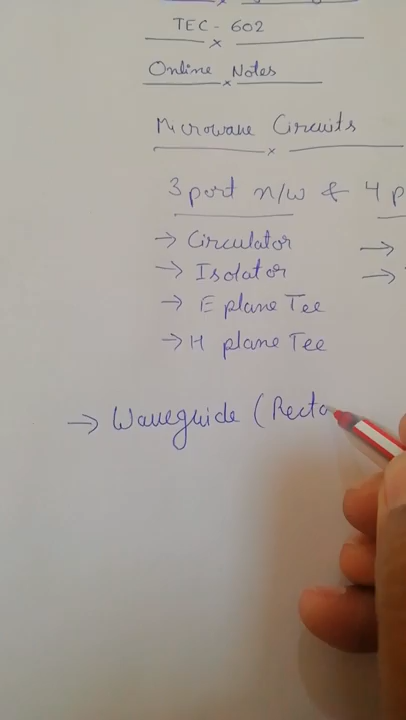 TEC - 602
Online Notes
Microwave Circuits
3 port n/w & 4 p
→ Circulator →
→ Isolator →
→ E plane Tee
→ H plane Tee
→ Waveguide (Recta